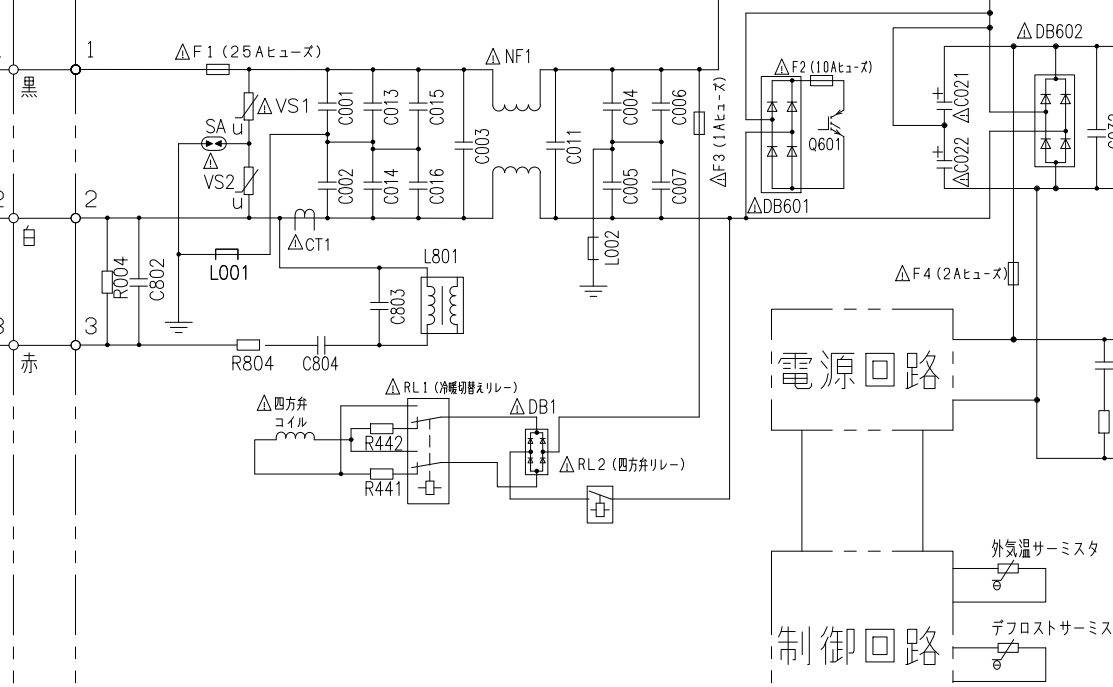 1
F1(25Aヒューズ)
NF1
DB602
黒
VS1
SA
u
VS2
u
C001
C013
C015
C003
C002
C014
C016
C011
C004
C006
C005
C007
F3(1Aヒューズ)
F2(10Aヒューズ)
Q601
DB601
C021
C022
2
2
白
CT1
L001
L002
R004
C802
L801
C803
F4(2Aヒューズ)
3
赤
R804
C804
電源回路
RL1(冷暖切替えリレー)
四方弁
コイル
DB1
R442
R441
RL2(四方弁リレー)
外気温サーミスタ
θ
制御回路
デフロストサーミス
θ